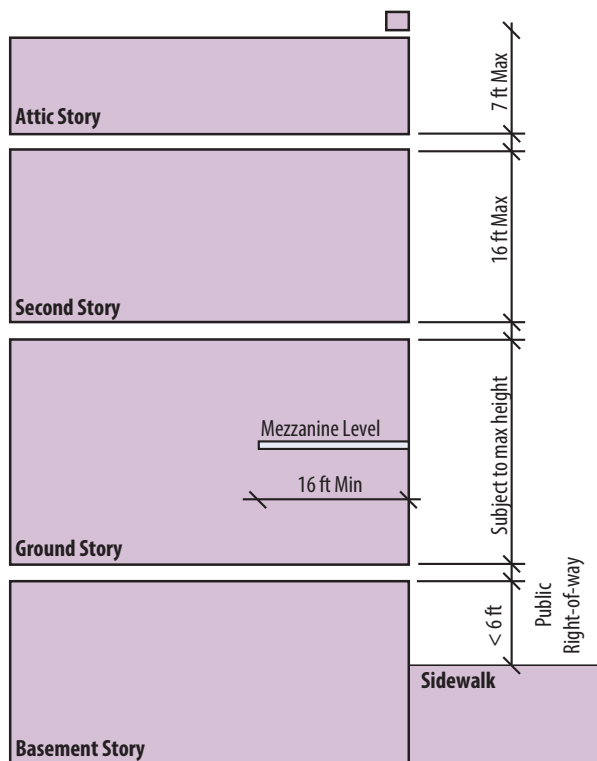 7 ft Max
Attic Story
16 ft Max
Second Story
Mezzanine Level
16 ft Min
Subject to max height
Ground Story
< 6 ft
Public
Right-of-way
Sidewalk
Basement Story